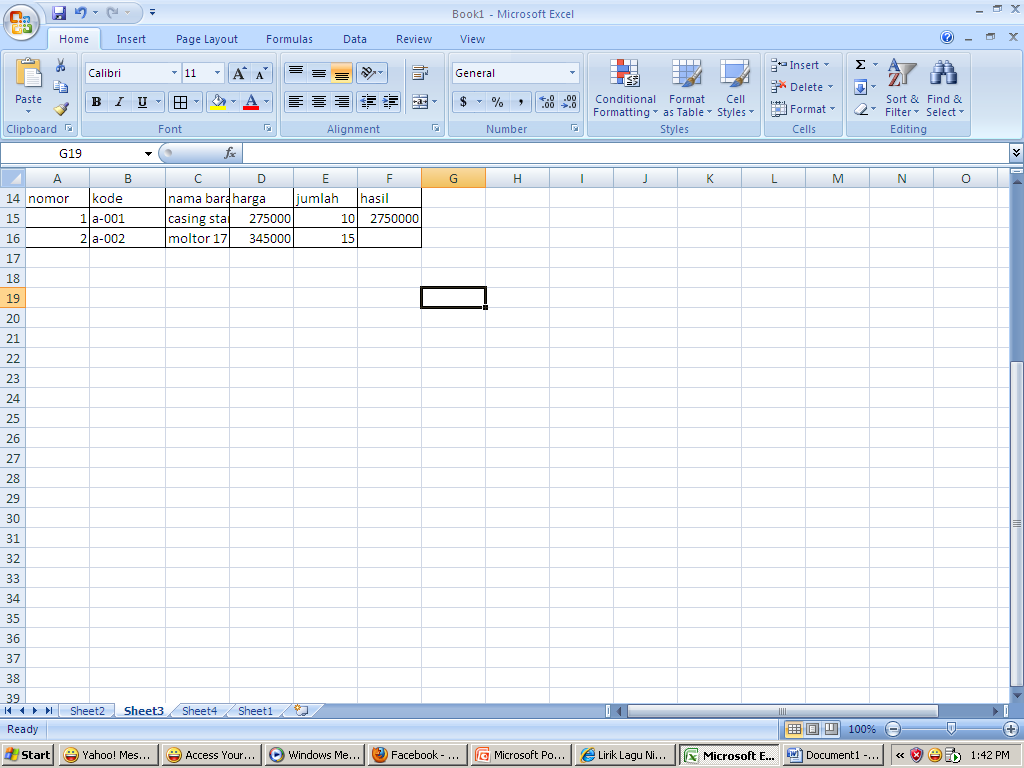 Book1 - Microsoft Excel
Home Insert Page Layout Formulas Data Review View
Paste
Calibri 11
B I U
General
$ % ,
Conditional Formatting
Format as Table
Cell Styles
Insert
Delete
Format
Σ
Sort & Filter
Find & Select
Clipboard Font Alignment Number Styles Cells Editing
G19 fx
A B C D E F G H I J K L M N O
14 nomor kode nama bara harga jumlah hasil
15 1 a-001 casing star 275000 10 2750000
16 2 a-002 moltor 17 345000 15
17
18
19
20
21
22
23
24
25
26
27
28
29
30
31
32
33
34
35
36
37
38
39
Sheet2 Sheet3 Sheet4 Sheet1
Ready 100%
Start Yahoo! Mes... Access Your... Windows Me... Facebook - ... Microsoft Po... Lirik Lagu Ni... Microsoft E... Document1 - ... « 1:42 PM